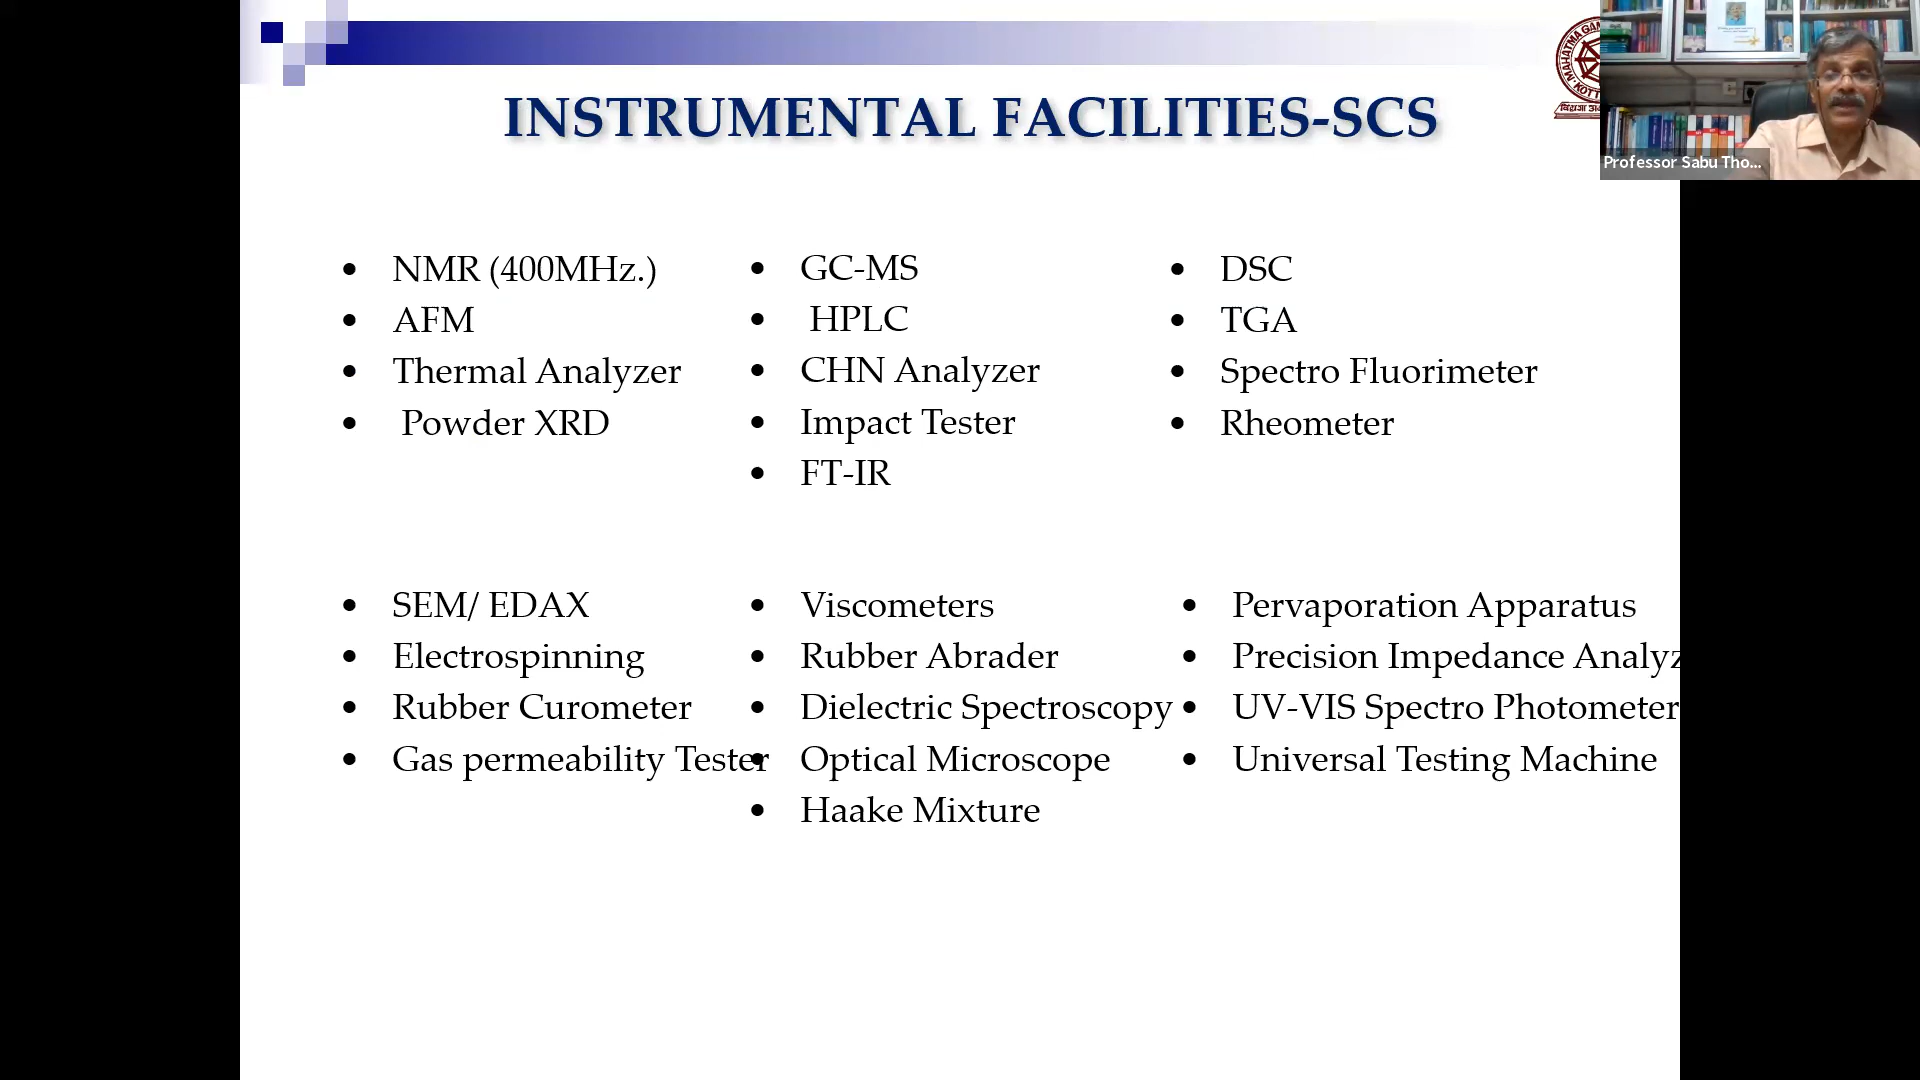 INSTRUMENTAL FACILITIES-SCS
Professor Sabu Tho...
NMR (400MHz.)
AFM
Thermal Analyzer
Powder XRD
GC-MS
HPLC
CHN Analyzer
Impact Tester
FT-IR
DSC
TGA
Spectro Fluorimeter
Rheometer
SEM/ EDAX
Electrospinning
Rubber Curometer
Gas permeability Tester
Viscometers
Rubber Abrader
Dielectric Spectroscopy
Optical Microscope
Haake Mixture
Pervaporation Apparatus
Precision Impedance Analyz
UV-VIS Spectro Photometer
Universal Testing Machine